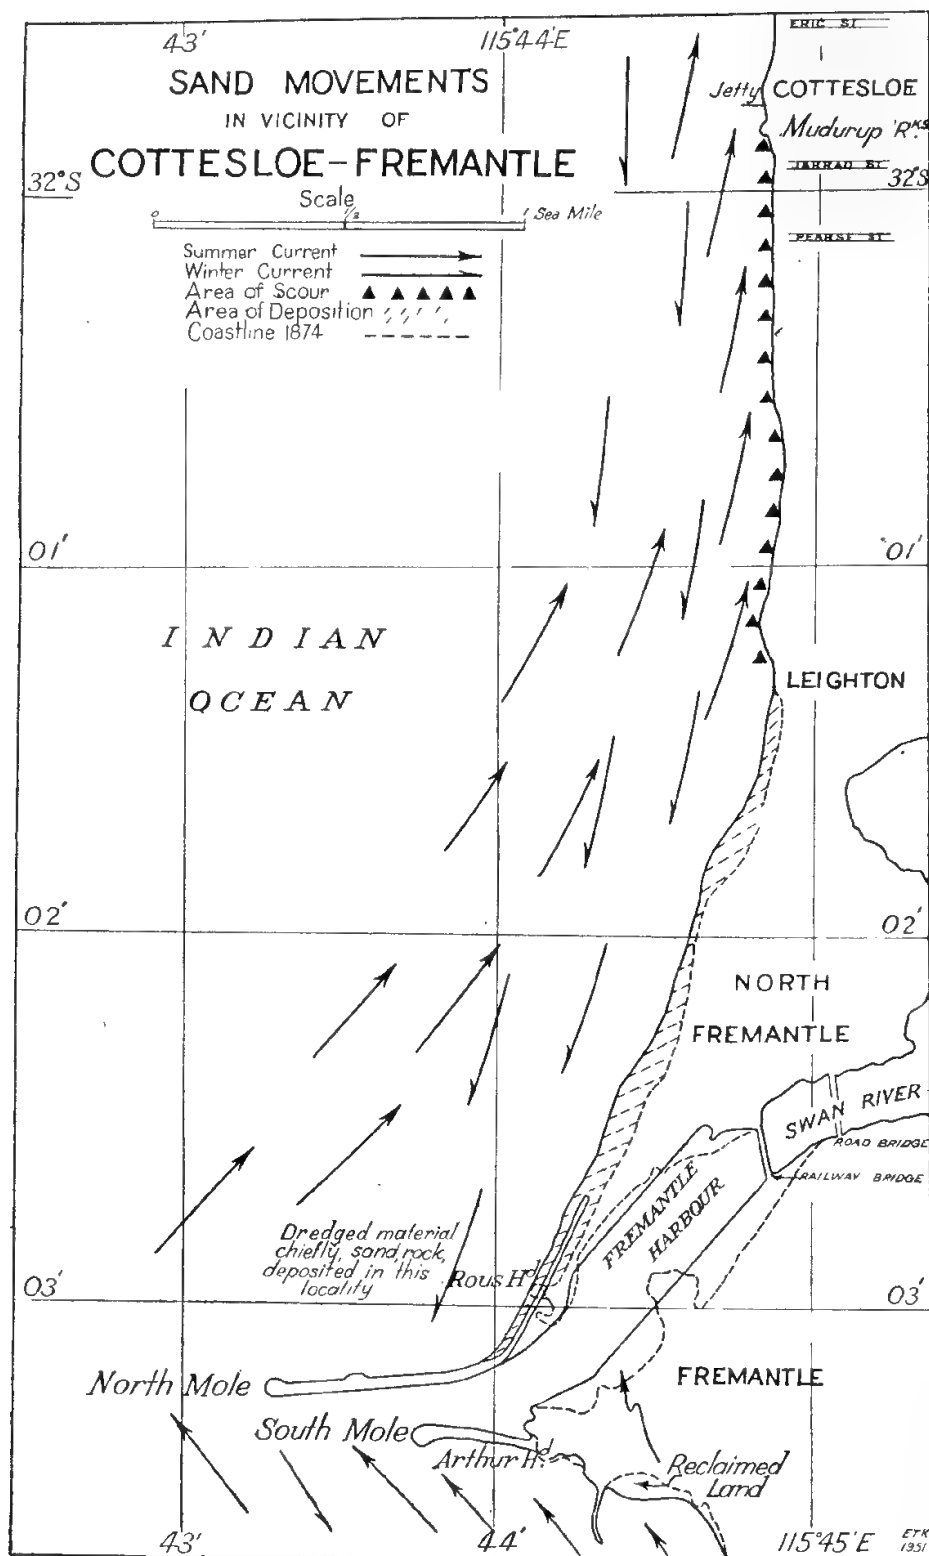 43'
115°44'E
ERIC ST.
SAND MOVEMENTS
IN VICINITY OF
COTTESLOE-FREMANTLE
Jetty
COTTESLOE
Mudurup Rks.
JARRAD ST.
32°S
32°S
PEARSE ST
Scale
0 1/2 1 Sea Mile
Summer Current
Winter Current
Area of Scour
Area of Deposition
Coastline 1874
01'
01'
INDIAN
OCEAN
LEIGHTON
02'
02'
NORTH
FREMANTLE
SWAN RIVER
ROAD BRIDGE
RAILWAY BRIDGE
FREMANTLE
HARBOUR
Dredged material
chiefly, sand, rock,
deposited in this
locality
Rous Hd
03'
03'
North Mole
FREMANTLE
South Mole
Arthur Hd.
Reclaimed
Land
43'
44'
115°45'E
ETK
1951